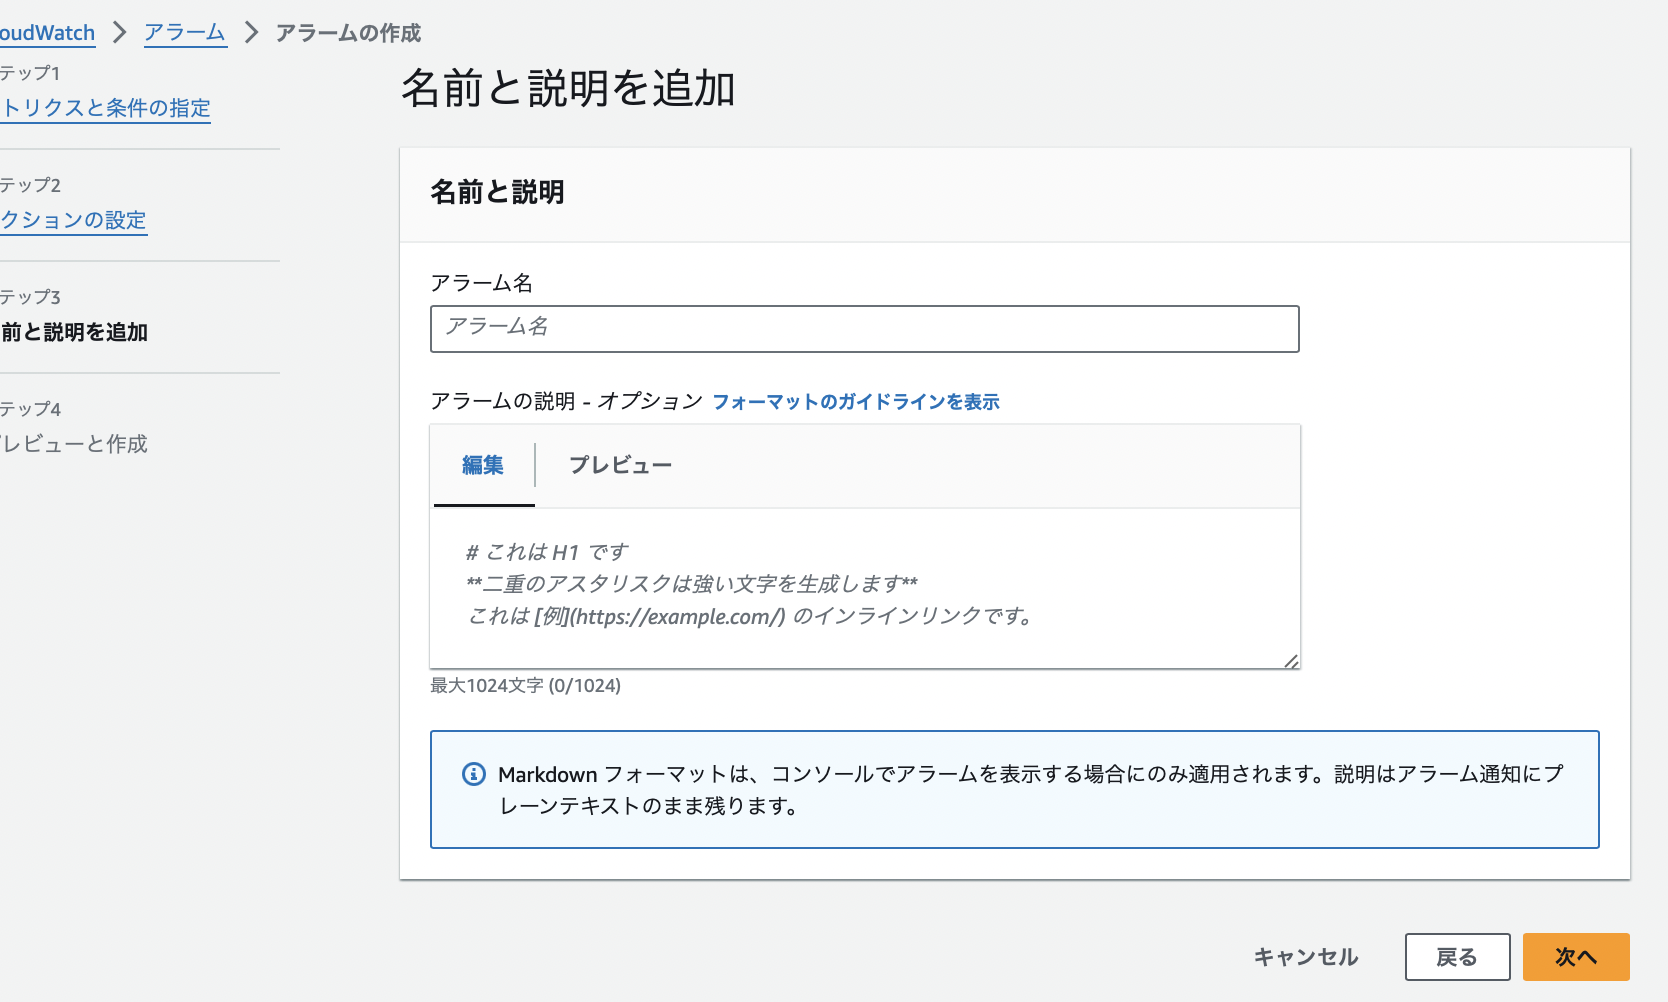 oudWatch > アラーム > アラームの作成
テップ1
トリクスと条件の指定
テップ2
クションの設定
テップ3
前と説明を追加
テップ4
レビューと作成
名前と説明を追加
名前と説明
アラーム名
アラーム名
アラームの説明 - オプション フォーマットのガイドラインを表示
編集 プレビュー
# これは H1 です
**二重のアスタリスクは強い文字を生成します**
これは [例](https://example.com/) のインラインリンクです。
最大1024文字 (0/1024)
Markdown フォーマットは、コンソールでアラームを表示する場合にのみ適用されます。説明はアラーム通知にプ
レーンテキストのまま残ります。
キャンセル 戻る 次へ